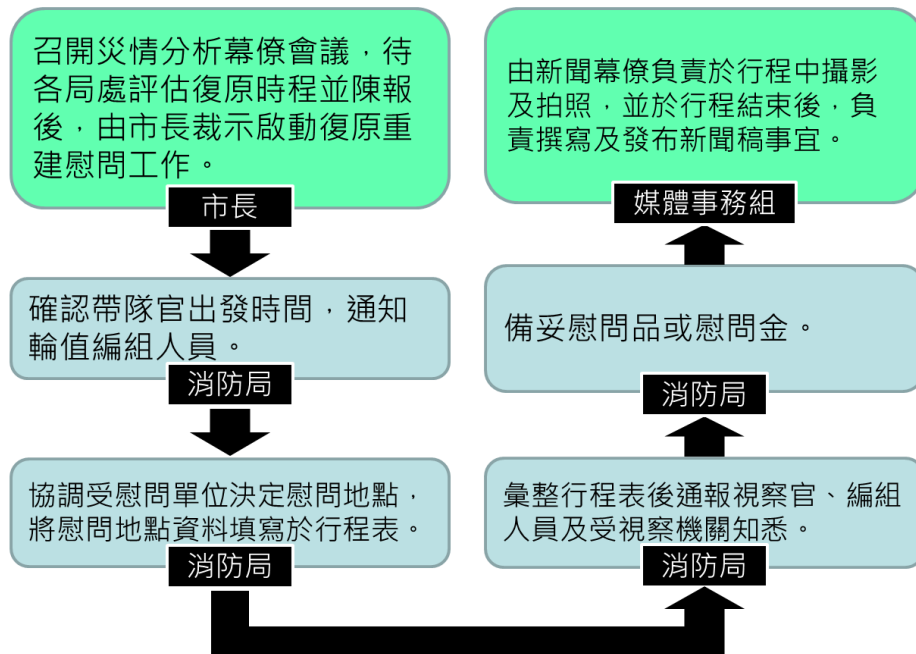 召開災情分析幕僚會議，待
各局處評估復原時程並陳報
後，由市長裁示啟動復原重
建慰問工作。
市長
確認帶隊官出發時間，通知
輪值編組人員。
消防局
協調受慰問單位決定慰問地點，
將慰問地點資料填寫於行程表。
消防局
彙整行程表後通報視察官、編組
人員及受視察機關知悉。
消防局
備妥慰問品或慰問金。
消防局
由新聞幕僚負責於行程中攝影
及拍照，並於行程結束後，負
責撰寫及發布新聞稿事宜。
媒體事務組